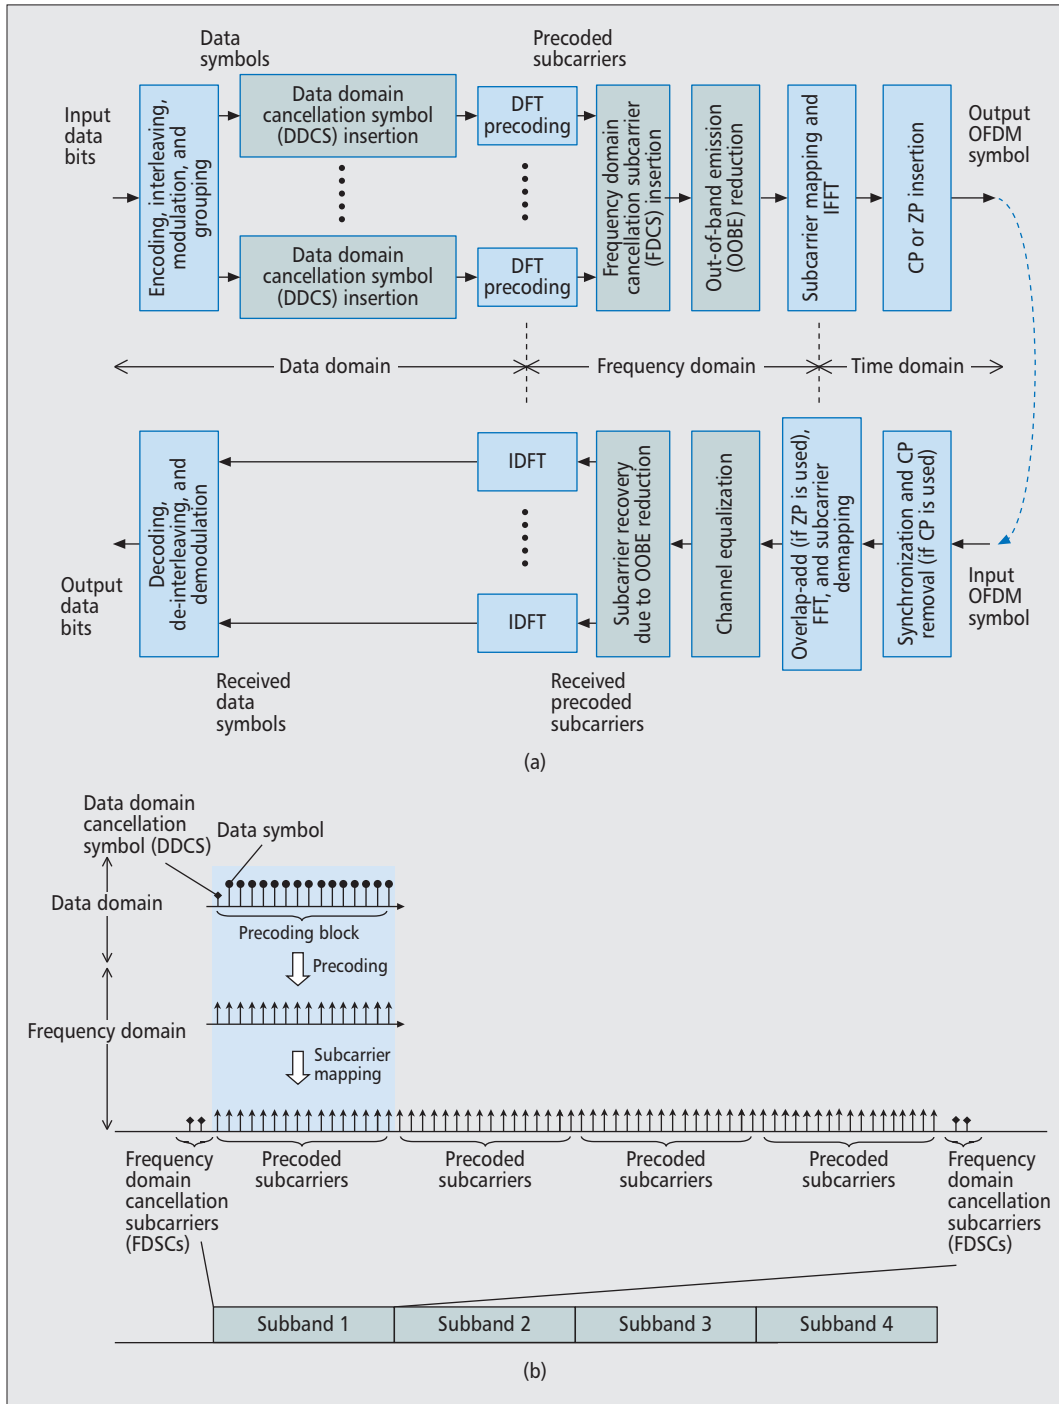 Data
symbols
Precoded
subcarriers
Input
data
bits
Encoding, interleaving,
modulation, and
grouping
Data domain
cancellation symbol
(DDCS) insertion
DFT
precoding
Data domain
cancellation symbol
(DDCS) insertion
DFT
precoding
Frequency domain
cancellation subcarrier
(FDCS) insertion
Out-of-band emission
(OOBE) reduction
Subcarrier mapping and
IFFT
CP or ZP insertion
Output
OFDM
symbol
Data domain
Frequency domain
Time domain
Decoding,
de-interleaving, and
demodulation
IDFT
IDFT
Subcarrier recovery
due to OOBE reduction
Channel equalization
Overlap-add (if ZP is used),
FFT, and subcarrier
demapping
Synchronization and CP
removal (if CP is used)
Input
OFDM
symbol
Output
data
bits
Received
data
symbols
Received
precoded
subcarriers
(a)
Data domain
cancellation
symbol (DDCS)
Data symbol
Data domain
Precoding block
Precoding
Frequency domain
Subcarrier
mapping
Frequency
domain
cancellation
subcarriers
(FDSCs)
Precoded
subcarriers
Precoded
subcarriers
Precoded
subcarriers
Precoded
subcarriers
Frequency
domain
cancellation
subcarriers
(FDSCs)
Subband 1
Subband 2
Subband 3
Subband 4
(b)